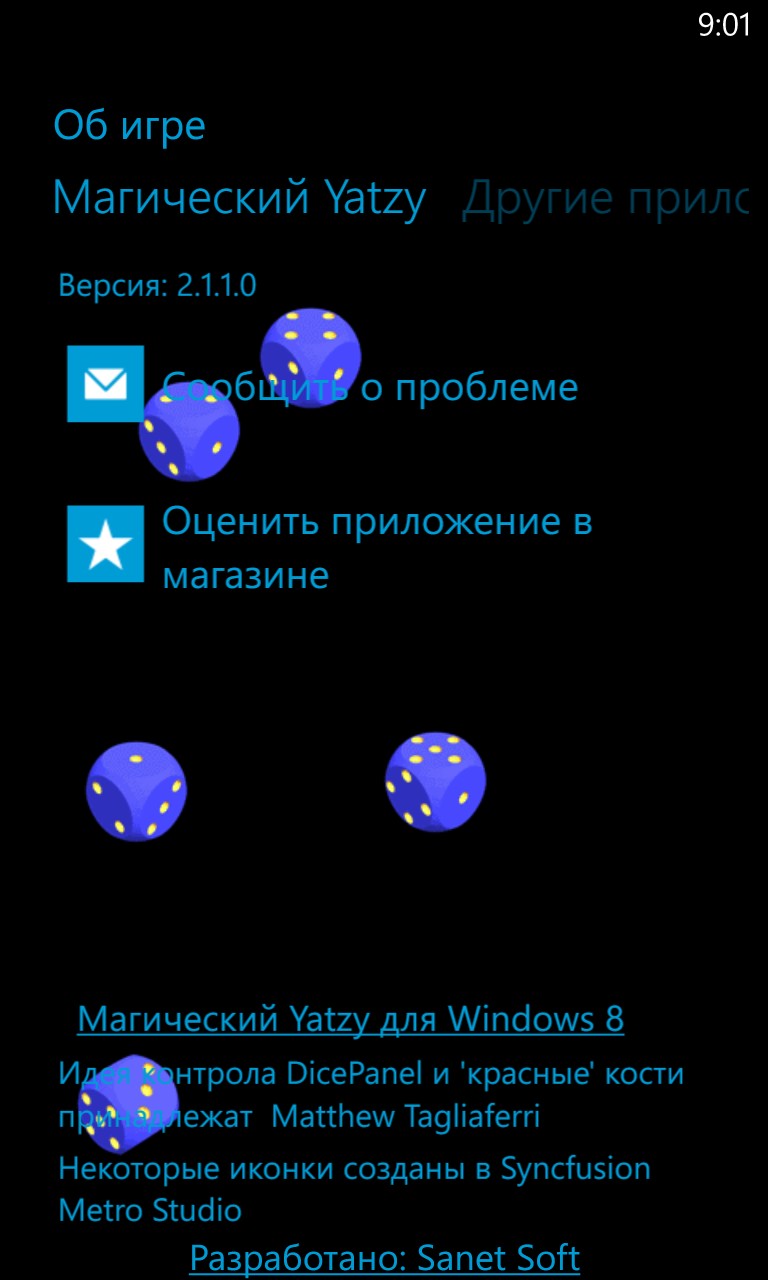 9:01
Об игре
Магический Yatzy Другие прило
Версия: 2.1.1.0
Сообщить о проблеме
Оценить приложение в
магазине
Магический Yatzy для Windows 8
Идея контрола DicePanel и 'красные' кости
принадлежат Matthew Tagliaferri
Некоторые иконки созданы в Syncfusion
Metro Studio
Разработано: Sanet Soft